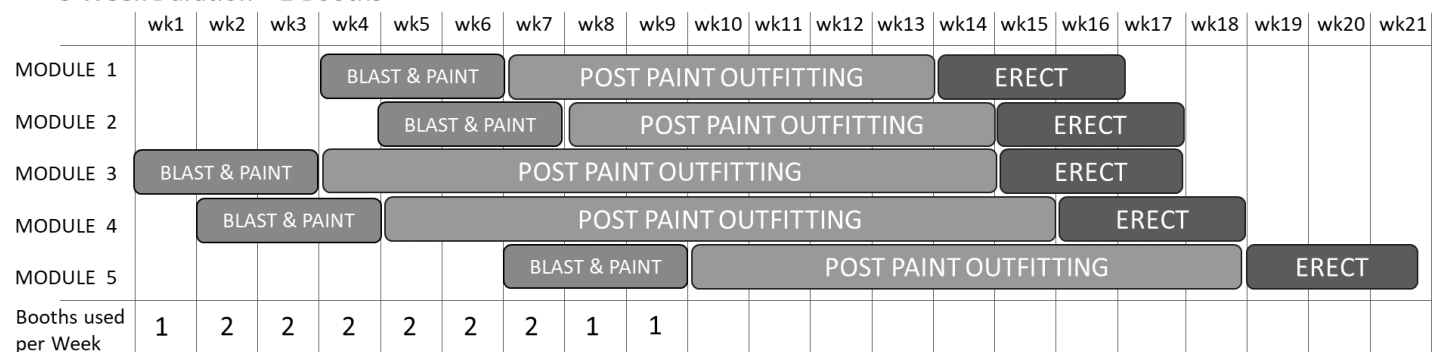 wk1 wk2 wk3 wk4 wk5 wk6 wk7 wk8 wk9 wk10 wk11 wk12 wk13 wk14 wk15 wk16 wk17 wk18 wk19 wk20 wk21
MODULE 1 BLAST & PAINT POST PAINT OUTFITTING ERECT
MODULE 2 BLAST & PAINT POST PAINT OUTFITTING ERECT
MODULE 3 BLAST & PAINT POST PAINT OUTFITTING ERECT
MODULE 4 BLAST & PAINT POST PAINT OUTFITTING ERECT
MODULE 5 BLAST & PAINT POST PAINT OUTFITTING ERECT
Booths used
per Week 1 2 2 2 2 2 2 1 1